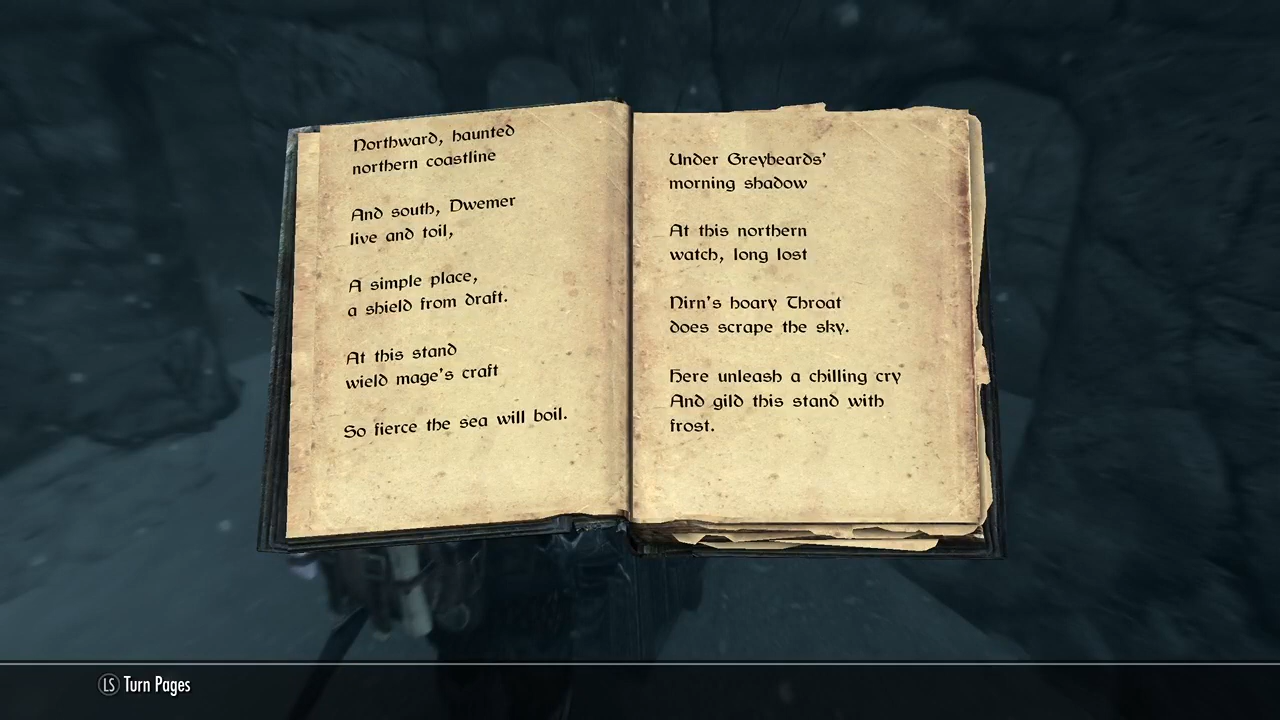 Northward, haunted
northern coastline
And south, Dwemer
live and toil,
A simple place,
a shield from draft.
At this stand
wield mage's craft
So fierce the sea will boil.
Under Greybeards'
morning shadow
At this northern
watch, long lost
Nirn's hoary Throat
does scrape the sky.
Here unleash a chilling cry
And gild this stand with
frost.
LS Turn Pages